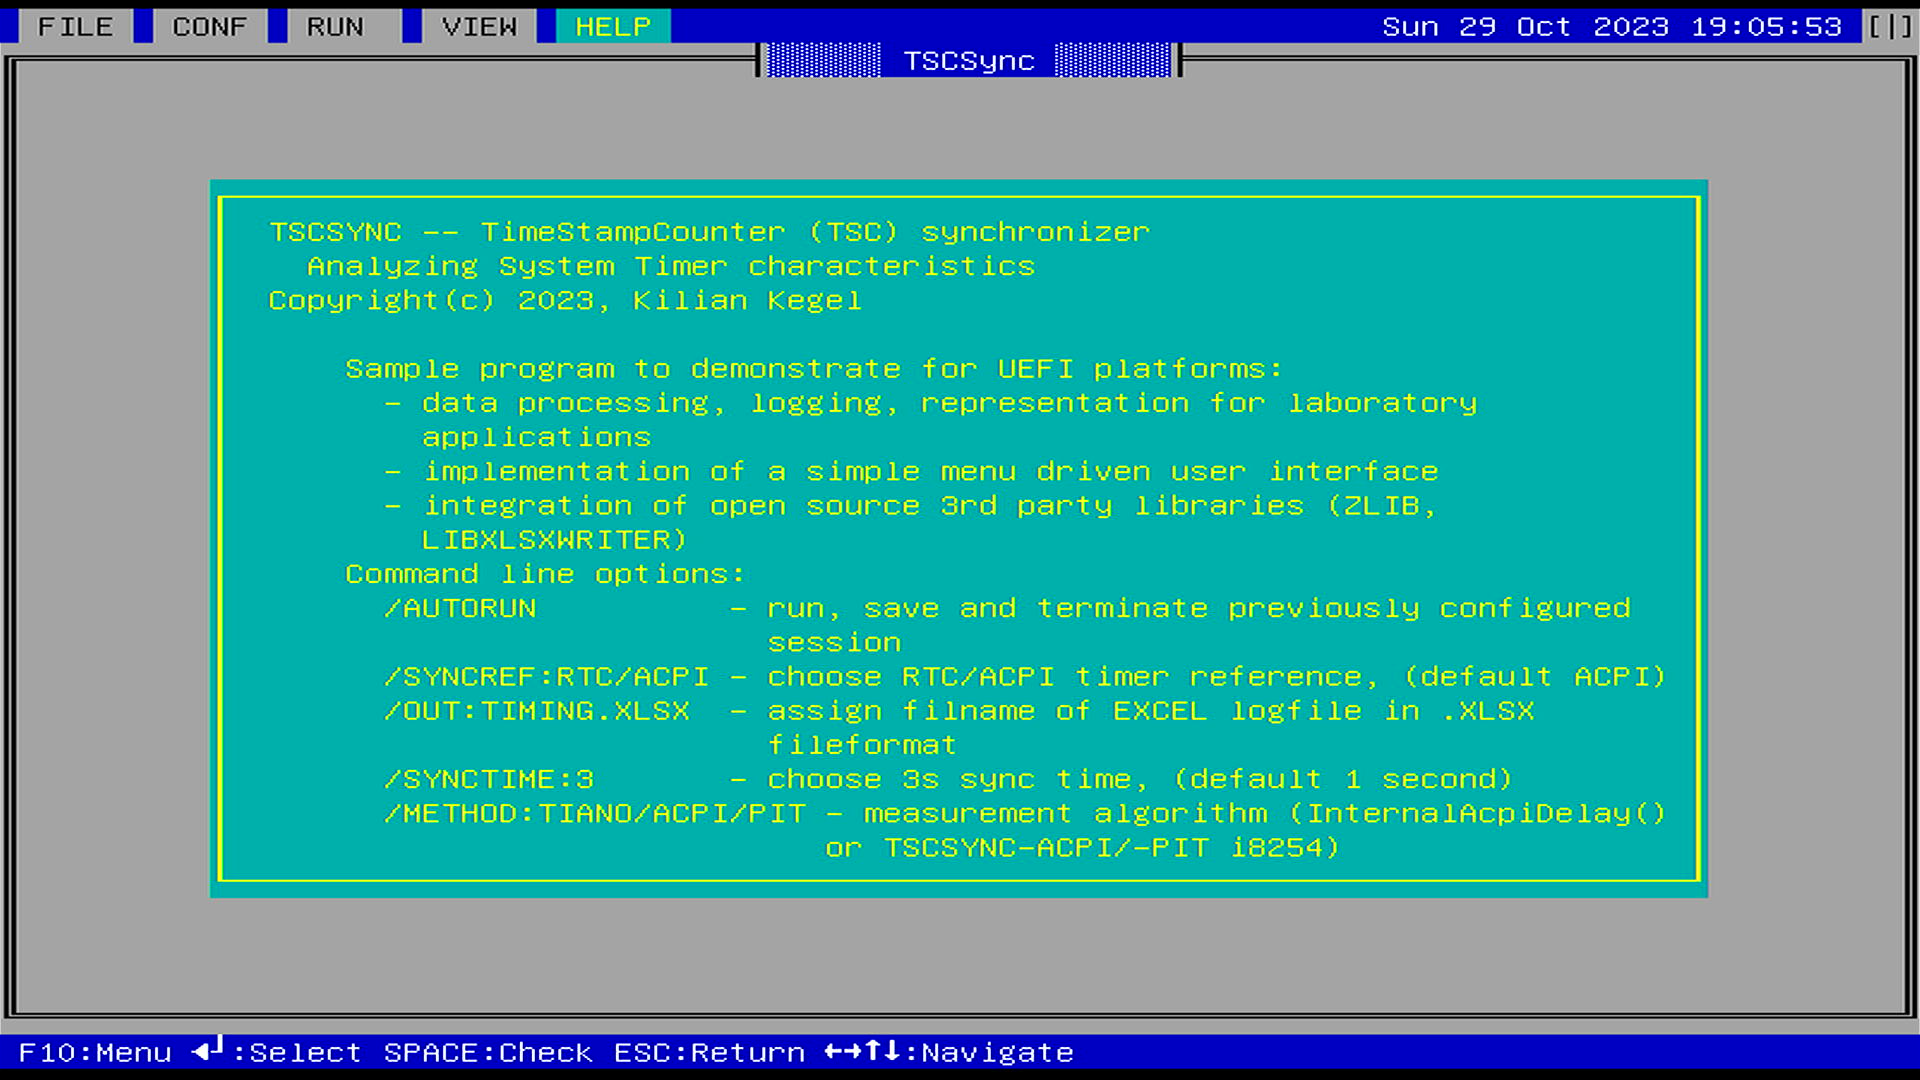 FILE CONF RUN VIEW HELP Sun 29 Oct 2023 19:05:53 [|]
TSCSync
TSCSYNC -- TimeStampCounter (TSC) synchronizer
Analyzing System Timer characteristics
Copyright(c) 2023, Kilian Kegel
Sample program to demonstrate for UEFI platforms:
- data processing, logging, representation for laboratory
applications
- implementation of a simple menu driven user interface
- integration of open source 3rd party libraries (ZLIB,
LIBXLSXWRITER)
Command line options:
/AUTORUN - run, save and terminate previously configured
session
/SYNCREF:RTC/ACPI - choose RTC/ACPI timer reference, (default ACPI)
/OUT:TIMING.XLSX - assign filname of EXCEL logfile in .XLSX
fileformat
/SYNCTIME:3 - choose 3s sync time, (default 1 second)
/METHOD:TIANO/ACPI/PIT - measurement algorithm (InternalAcpiDelay()
or TSCSYNC-ACPI/-PIT i8254)
F10:Menu ◄┘:Select SPACE:Check ESC:Return ←→↑↓:Navigate